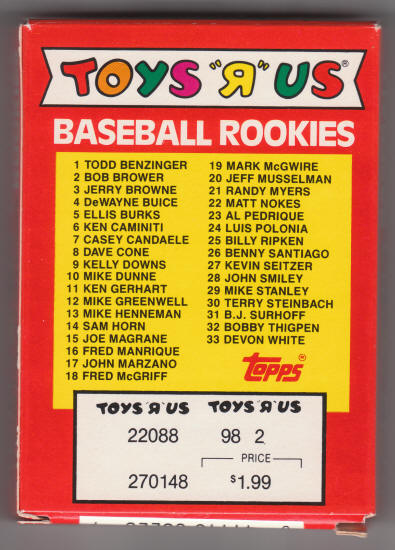 TOYS "Я" US®
BASEBALL ROOKIES
1 TODD BENZINGER
2 BOB BROWER
3 JERRY BROWNE
4 DeWAYNE BUICE
5 ELLIS BURKS
6 KEN CAMINITI
7 CASEY CANDAELE
8 DAVE CONE
9 KELLY DOWNS
10 MIKE DUNNE
11 KEN GERHART
12 MIKE GREENWELL
13 MIKE HENNEMAN
14 SAM HORN
15 JOE MAGRANE
16 FRED MANRIQUE
17 JOHN MARZANO
18 FRED McGRIFF
19 MARK McGWIRE
20 JEFF MUSSELMAN
21 RANDY MYERS
22 MATT NOKES
23 AL PEDRIQUE
24 LUIS POLONIA
25 BILLY RIPKEN
26 BENNY SANTIAGO
27 KEVIN SEITZER
28 JOHN SMILEY
29 MIKE STANLEY
30 TERRY STEINBACH
31 B.J. SURHOFF
32 BOBBY THIGPEN
33 DEVON WHITE
topps®
TOYS "Я" US TOYS "Я" US
22088 98 2
PRICE
270148 $1.99